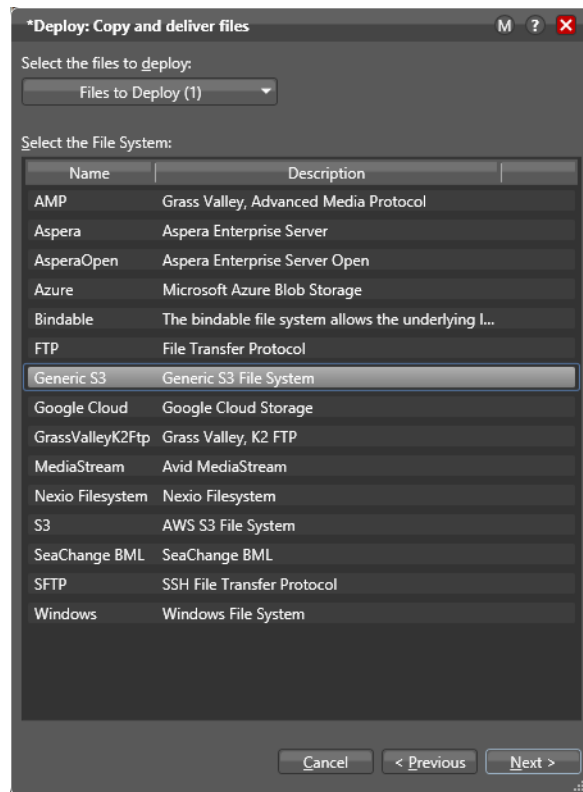 *Deploy: Copy and deliver files M ?
Select the files to deploy:
Files to Deploy (1)
Select the File System:
Name Description
AMP Grass Valley, Advanced Media Protocol
Aspera Aspera Enterprise Server
AsperaOpen Aspera Enterprise Server Open
Azure Microsoft Azure Blob Storage
Bindable The bindable file system allows the underlying I...
FTP File Transfer Protocol
Generic S3 Generic S3 File System
Google Cloud Google Cloud Storage
GrassValleyK2Ftp Grass Valley, K2 FTP
MediaStream Avid MediaStream
Nexio Filesystem Nexio Filesystem
S3 AWS S3 File System
SeaChange BML SeaChange BML
SFTP SSH File Transfer Protocol
Windows Windows File System
Cancel < Previous Next >